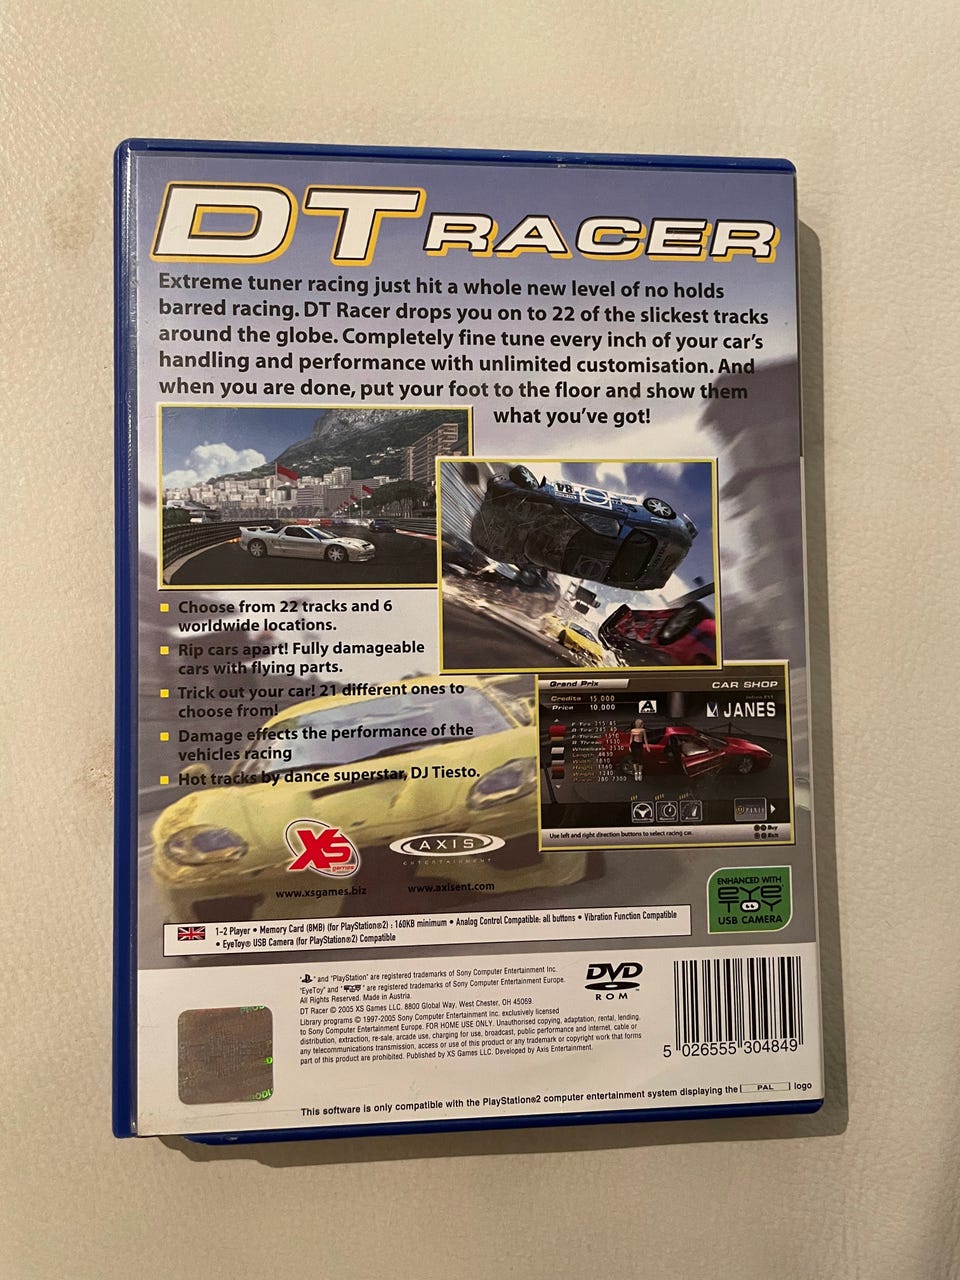 DT RACER
Extreme tuner racing just hit a whole new level of no holds
barred racing. DT Racer drops you on to 22 of the slickest tracks
around the globe. Completely fine tune every inch of your car's
handling and performance with unlimited customisation. And
when you are done, put your foot to the floor and show them
what you've got!
Choose from 22 tracks and 6
worldwide locations.
Rip cars apart! Fully damageable
cars with flying parts.
Trick out your car! 21 different ones to
choose from!
Damage effects the performance of the
vehicles racing
Hot tracks by dance superstar, DJ Tiesto.
Grand Prix
CAR SHOP
Credits 15,000
Price 10,000
JANES
Use left and right direction buttons to select racing car.
Buy
Exit
XS games
www.xsgames.biz
AXIS
ENTERTAINMENT
www.axisent.com
ENHANCED WITH
EYE
TOY
USB CAMERA
1-2 Player • Memory Card (8MB) (for PlayStation®2) : 160KB minimum • Analog Control Compatible: all buttons • Vibration Function Compatible
• EyeToy® USB Camera (for PlayStation®2) Compatible
" " and "PlayStation" are registered trademarks of Sony Computer Entertainment Inc.
"EyeToy" and " " are registered trademarks of Sony Computer Entertainment Europe.
All Rights Reserved. Made in Austria.
DT Racer © 2005 XS Games LLC. 8800 Global Way, West Chester, OH 45069.
Library programs © 1997-2005 Sony Computer Entertainment Inc. exclusively licensed
to Sony Computer Entertainment Europe. FOR HOME USE ONLY. Unauthorised copying, adaptation, rental, lending,
distribution, extraction, re-sale, arcade use, charging for use, broadcast, public performance and internet, cable or
any telecommunications transmission, access or use of this product or any trademark or copyright work that forms
part of this product are prohibited. Published by XS Games LLC. Developed by Axis Entertainment.
DVD
ROM
5 026555 304849
This software is only compatible with the PlayStation2 computer entertainment system displaying the PAL logo